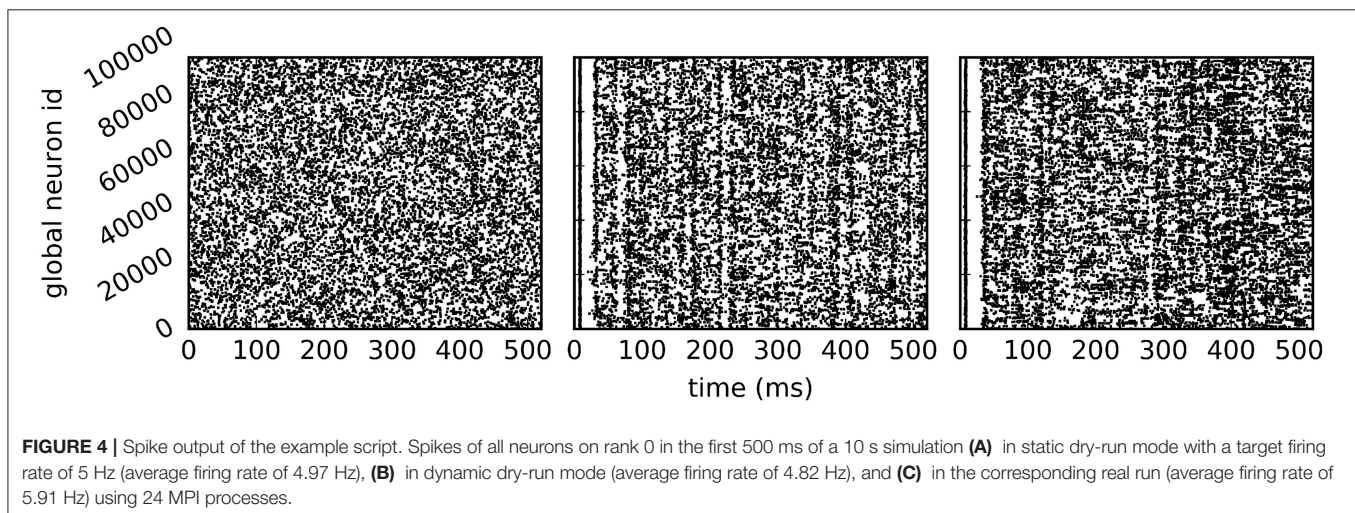 100000
80000
60000
40000
20000
0
global neuron id
0 100 200 300 400 500
0 100 200 300 400 500
0 100 200 300 400 500
time (ms)
FIGURE 4 | Spike output of the example script. Spikes of all neurons on rank 0 in the first 500 ms of a 10 s simulation (A) in static dry-run mode with a target firing
rate of 5 Hz (average firing rate of 4.97 Hz), (B) in dynamic dry-run mode (average firing rate of 4.82 Hz), and (C) in the corresponding real run (average firing rate of
5.91 Hz) using 24 MPI processes.